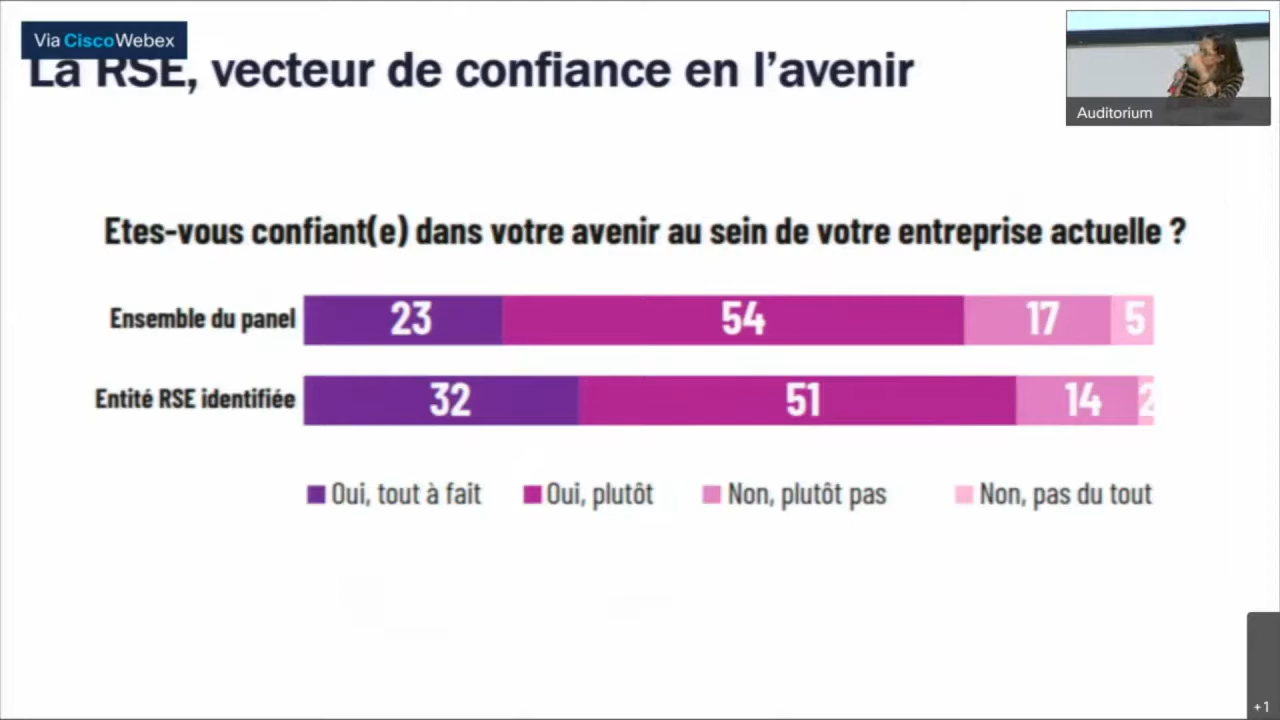 Via CiscoWebex
La RSE, vecteur de confiance en l’avenir
Auditorium
Etes-vous confiant(e) dans votre avenir au sein de votre entreprise actuelle ?
Ensemble du panel 23 54 17 5
Entité RSE identifiée 32 51 14 2
Oui, tout à fait Oui, plutôt Non, plutôt pas Non, pas du tout
+1